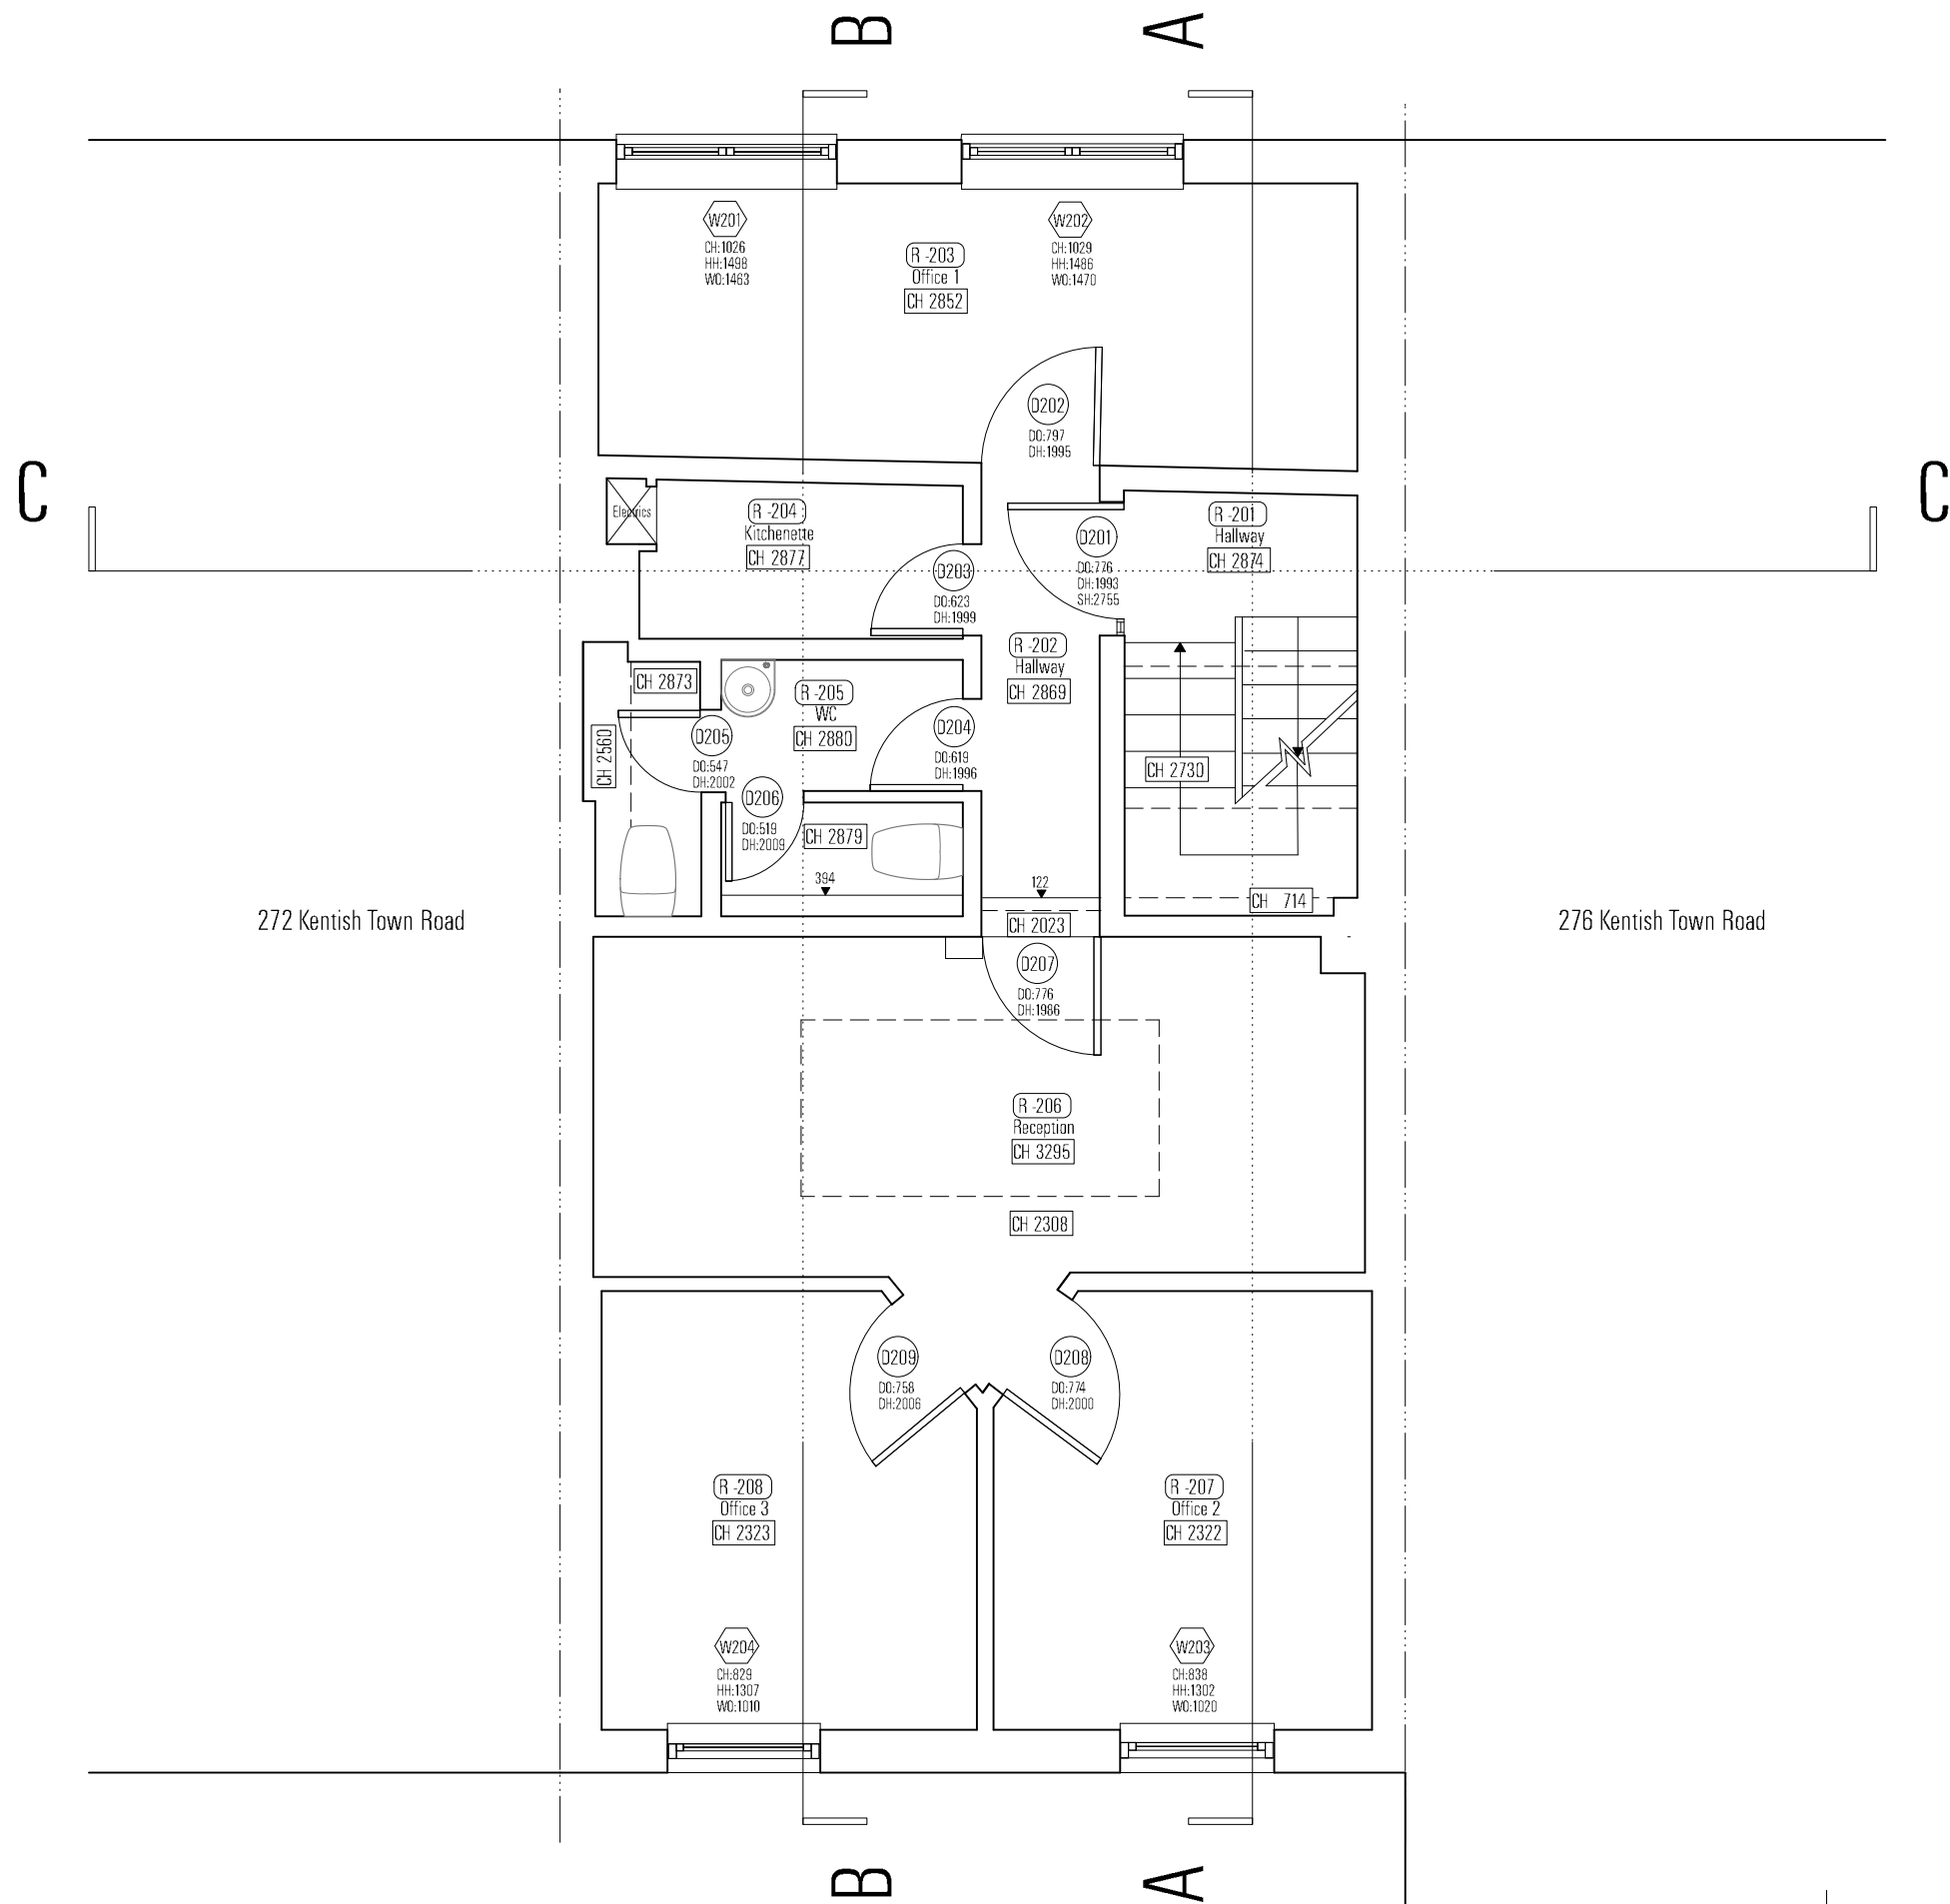 B
A
W201
CH:1026
HH:1498
WO:1463
R -203
Office 1
CH 2852
W202
CH:1029
HH:1486
WO:1470
D202
DO:797
DH:1995
C
C
Electrics
R -204
Kitchenette
CH 2877
D203
DO:623
DH:1999
D201
DO:776
DH:1993
SH:2755
R -201
Hallway
CH 2874
R -202
Hallway
CH 2869
CH 2873
R -205
WC
CH 2880
D204
DO:619
DH:1996
D205
DO:547
DH:2002
CH 2560
D206
DO:519
DH:2009
CH 2879
CH 2730
394
122
CH 714
CH 2023
272 Kentish Town Road
276 Kentish Town Road
D207
DO:776
DH:1986
R -206
Reception
CH 3295
CH 2308
D209
DO:758
DH:2006
D208
DO:774
DH:2000
R -208
Office 3
CH 2323
R -207
Office 2
CH 2322
W204
CH:829
HH:1307
WO:1010
W203
CH:838
HH:1302
WO:1020
B
A